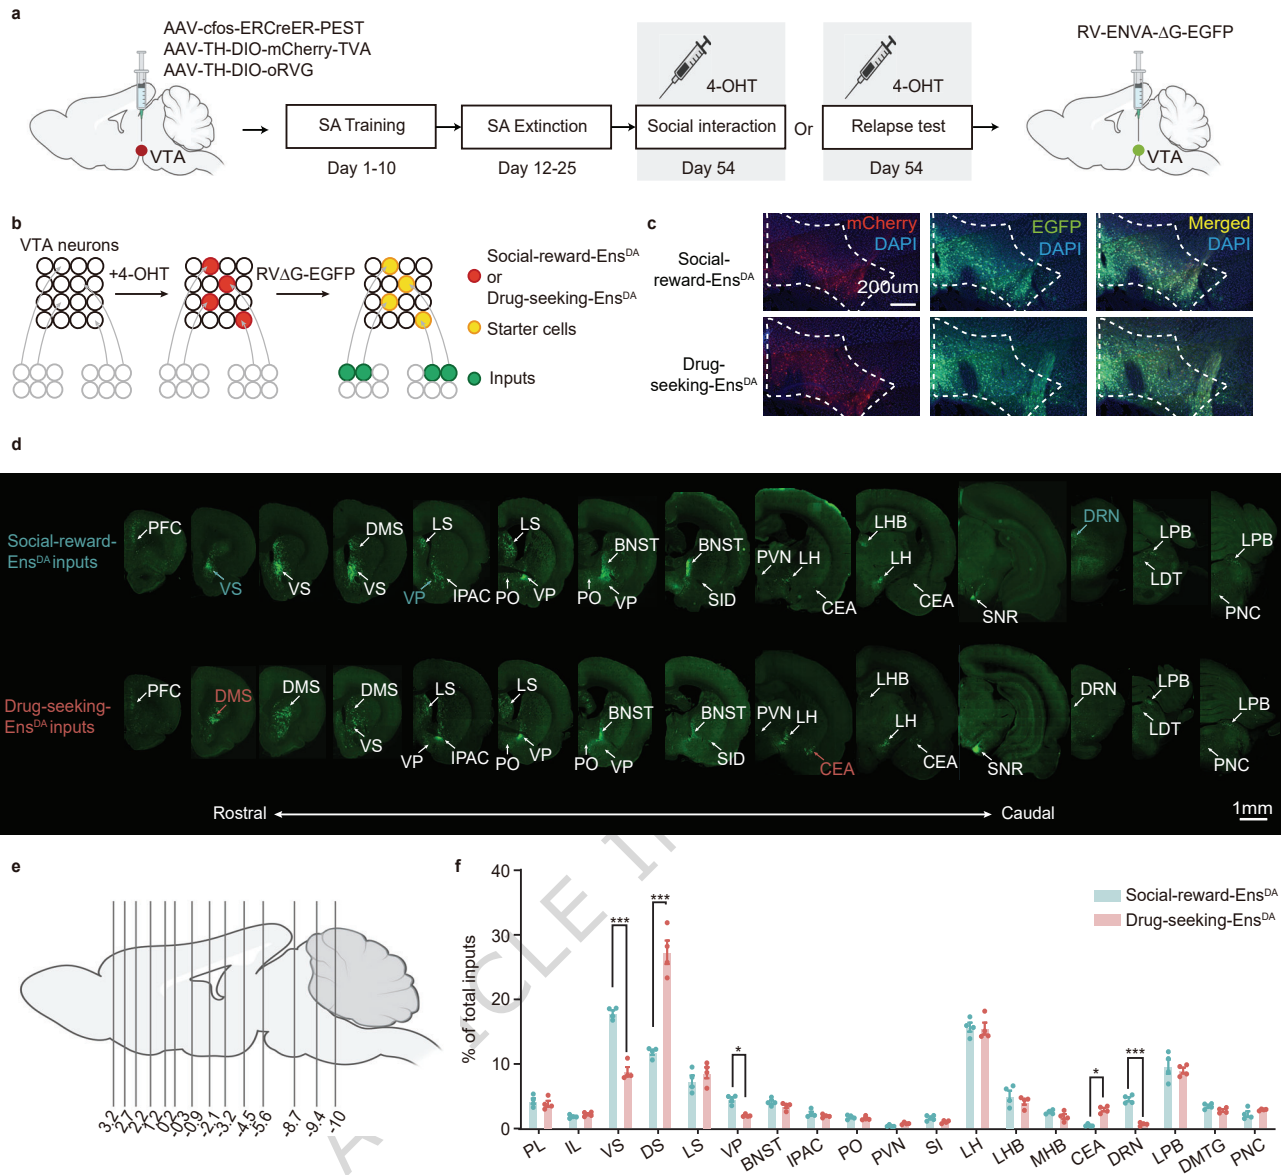 a
AAV-cfos-ERCreER-PEST
AAV-TH-DIO-mCherry-TVA
AAV-TH-DIO-oRVG
VTA
SA Training
Day 1-10
SA Extinction
Day 12-25
4-OHT
Social interaction
Day 54
Or
4-OHT
Relapse test
Day 54
RV-ENVA-ΔG-EGFP
VTA
b
VTA neurons
+4-OHT
RVΔG-EGFP
Social-reward-Ens^DA
or
Drug-seeking-Ens^DA
Starter cells
Inputs
c
Social-
reward-Ens^DA
Drug-
seeking-Ens^DA
mCherry
DAPI
200um
EGFP
DAPI
Merged
DAPI
d
Social-reward-
Ens^DA inputs
PFC
VS
VS
DMS
VS
LS
VP
IPAC
LS
PO
VP
BNST
PO
VP
BNST
SID
PVN
LH
CEA
LHB
LH
CEA
SNR
DRN
LPB
LDT
LPB
PNC
Drug-seeking-
Ens^DA inputs
PFC
DMS
DMS
DMS
VS
LS
VP
IPAC
LS
PO
VP
BNST
PO
VP
BNST
SID
PVN
LH
CEA
LHB
LH
CEA
SNR
DRN
LPB
LDT
LPB
PNC
Rostral
Caudal
1mm
e
3.2
2.7
2.2
1.2
0.2
-0.3
-0.9
-2.1
-3.2
-4.5
-5.6
-8.7
-9.4
-10
f
% of total inputs
40
30
20
10
0
***
***
*
*
***
Social-reward-Ens^DA
Drug-seeking-Ens^DA
PL
IL
VS
DS
LS
VP
BNST
IPAC
PO
PVN
SI
LH
LHB
MHB
CEA
DRN
LPB
DMTG
PNC